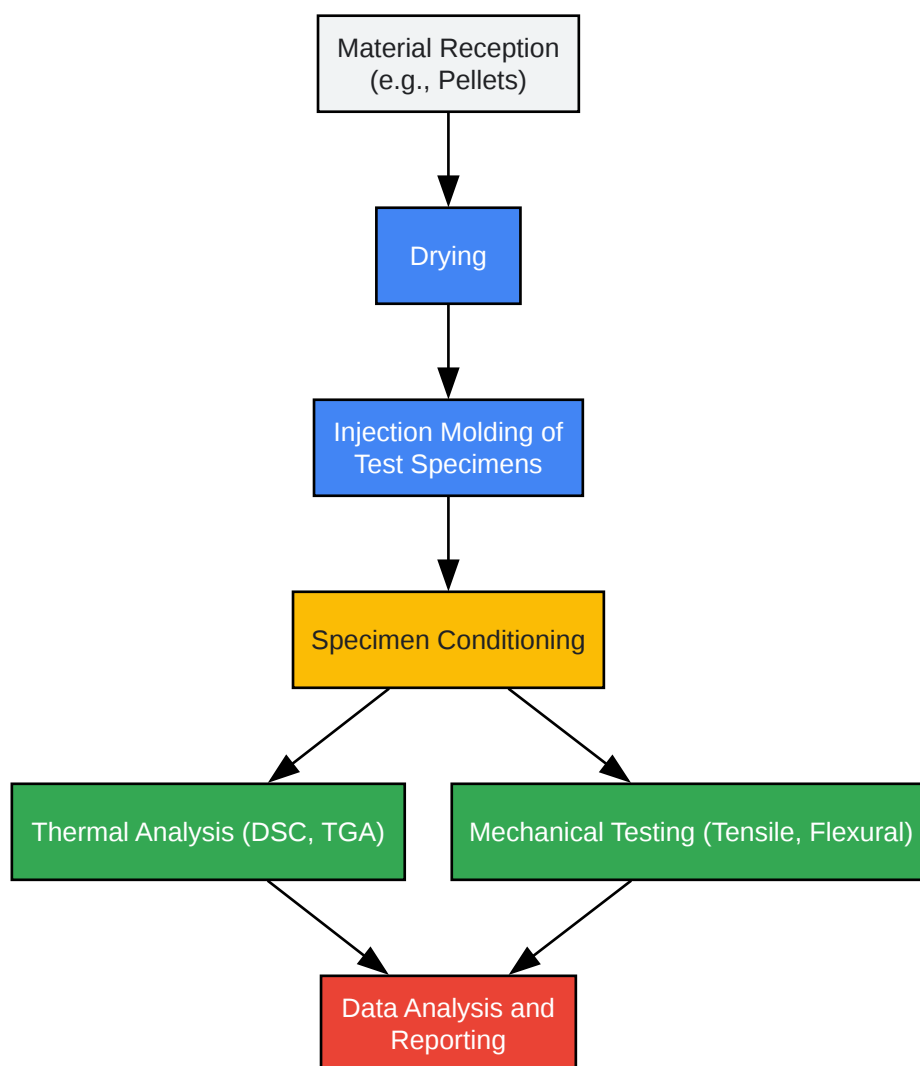 Material Reception
(e.g., Pellets)
Drying
Injection Molding of
Test Specimens
Specimen Conditioning
Thermal Analysis (DSC, TGA)
Mechanical Testing (Tensile, Flexural)
Data Analysis and
Reporting